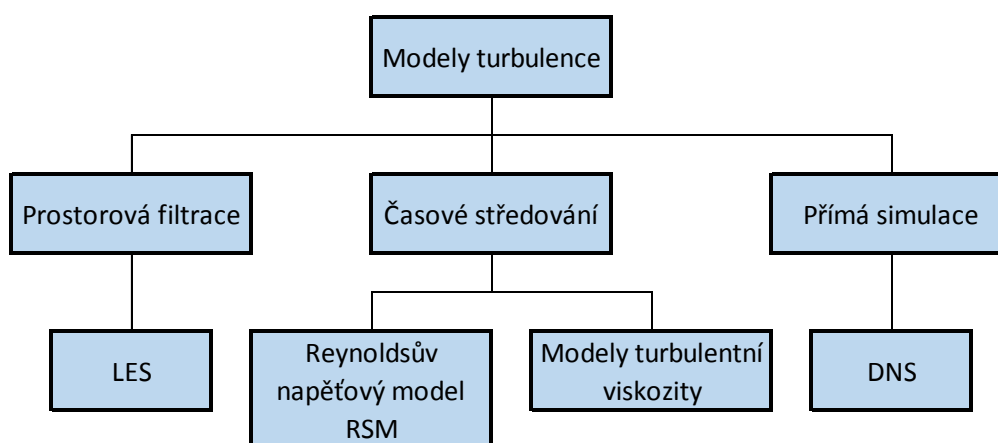 Modely turbulence
Prostorová filtrace
Časové středování
Přímá simulace
LES
Reynoldsův
napěťový model
RSM
Modely turbulentní
viskozity
DNS